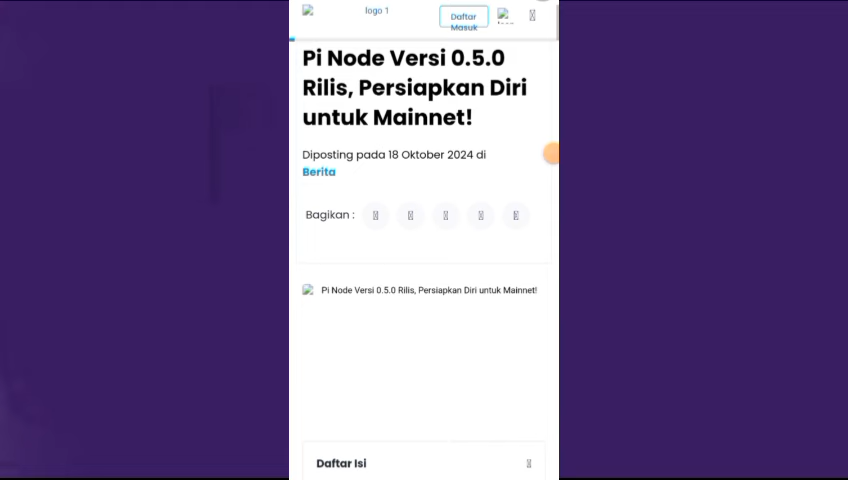 logo 1
Daftar
Masuk
Pi Node Versi 0.5.0
Rilis, Persiapkan Diri
untuk Mainnet!
Diposting pada 18 Oktober 2024 di
Berita
Bagikan :
Pi Node Versi 0.5.0 Rilis, Persiapkan Diri untuk Mainnet!
Daftar Isi